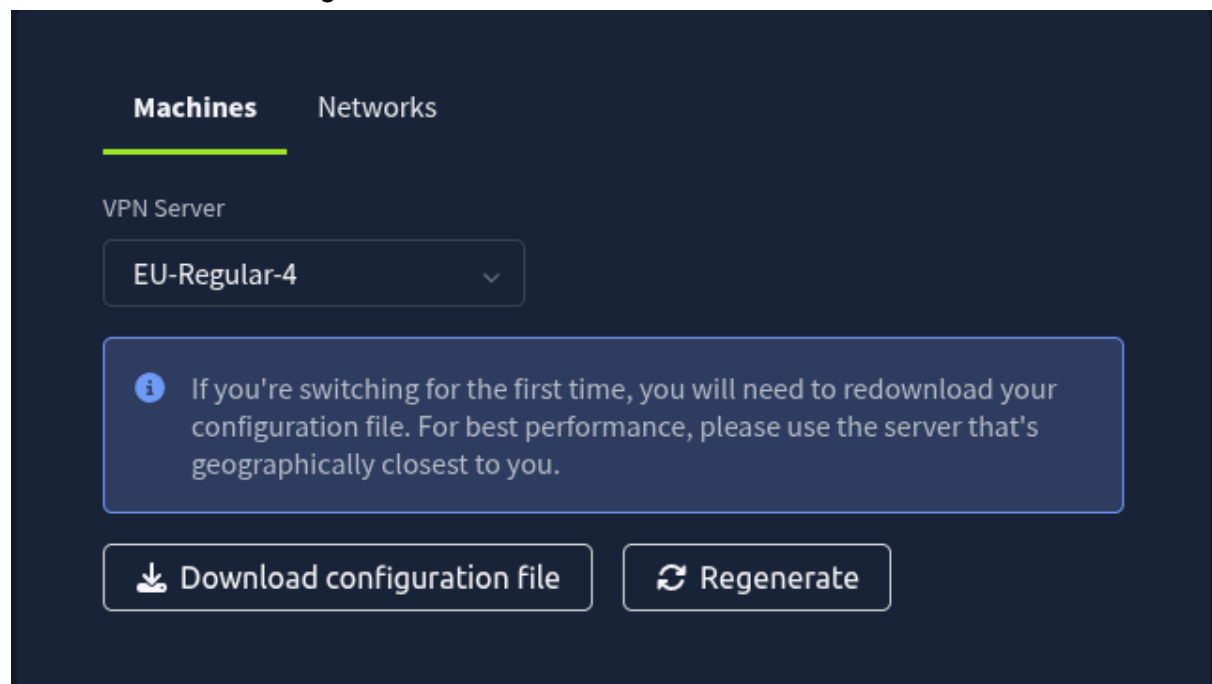 Machines Networks
VPN Server
EU-Regular-4
If you're switching for the first time, you will need to redownload your
configuration file. For best performance, please use the server that's
geographically closest to you.
Download configuration file Regenerate